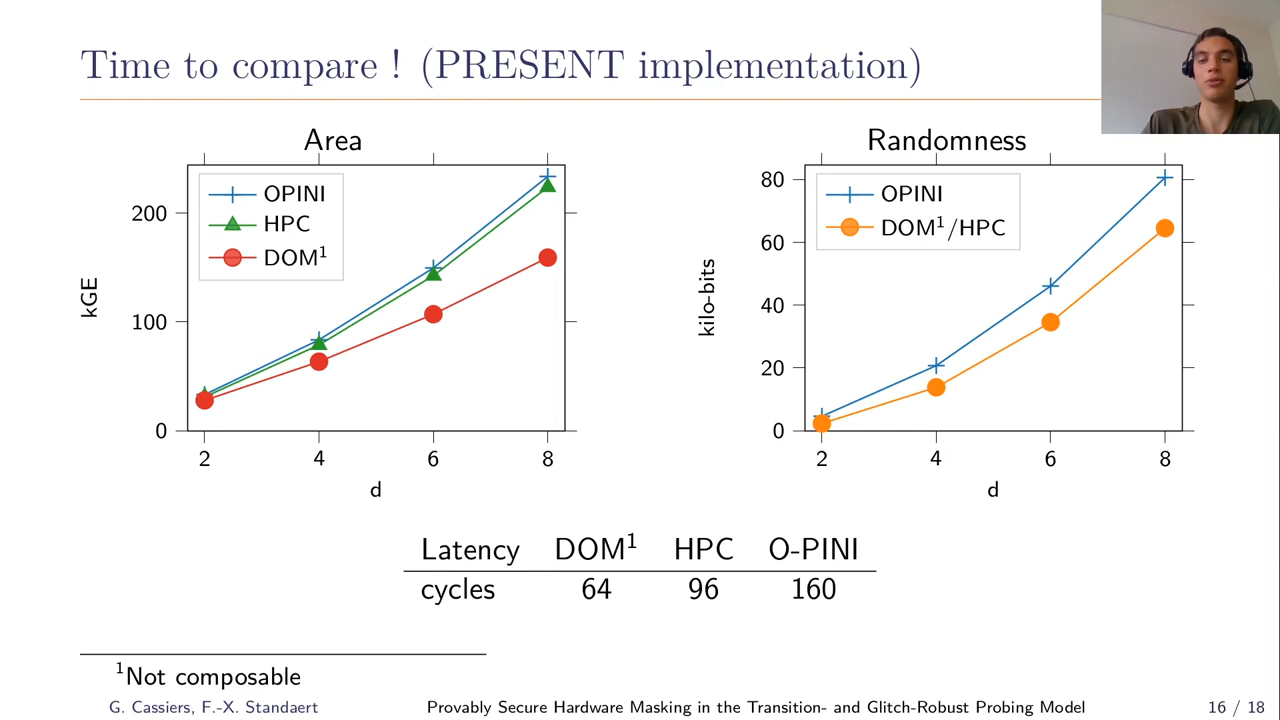 Time to compare ! (PRESENT implementation)
Area
kGE
200
100
0
OPINI
HPC
DOM¹
2 4 6 8
d
Randomness
kilo-bits
80
60
40
20
0
OPINI
DOM¹/HPC
2 4 6 8
d
Latency DOM¹ HPC O-PINI
cycles 64 96 160
¹Not composable
G. Cassiers, F.-X. Standaert Provably Secure Hardware Masking in the Transition- and Glitch-Robust Probing Model 16 / 18